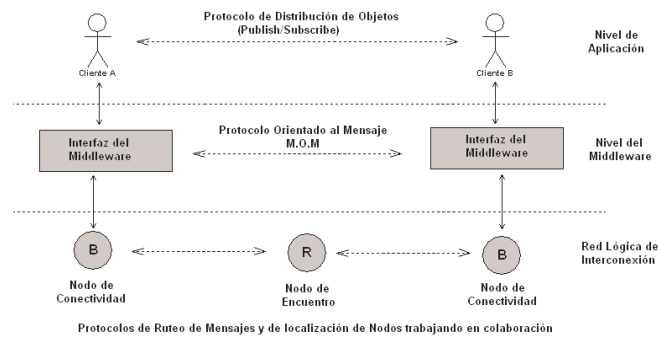 Protocolo de Distribución de Objetos
(Publish/Subscribe)
Nivel de
Aplicación
Cliente A
Cliente B
Interfaz del
Middleware
Protocolo Orientado al Mensaje
M.O.M
Interfaz del
Middleware
Nivel del
Middleware
B
R
B
Red Lógica de
Interconexión
Nodo de
Conectividad
Nodo de
Encuentro
Nodo de
Conectividad
Protocolos de Ruteo de Mensajes y de localización de Nodos trabajando en colaboración